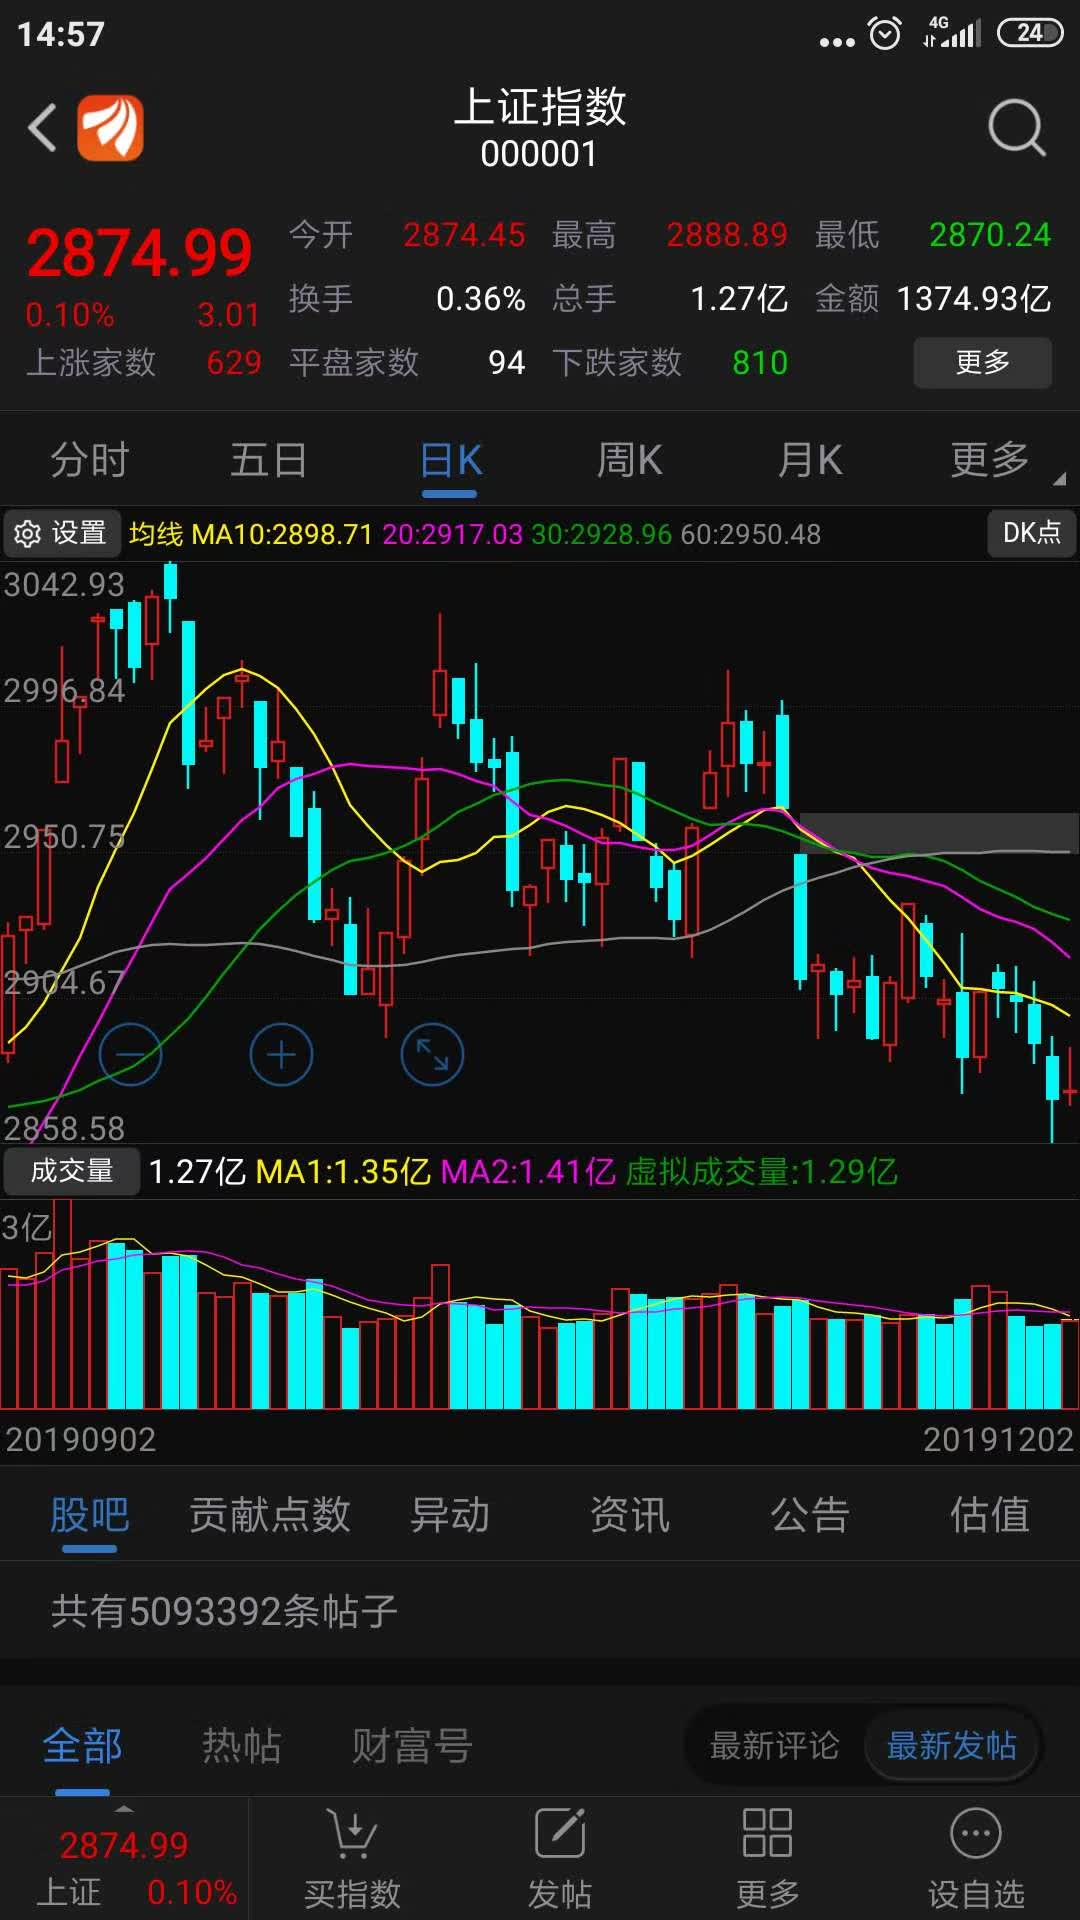 14:57 4G 24
上证指数
000001
2874.99 今开 2874.45 最高 2888.89 最低 2870.24
0.10% 3.01 换手 0.36% 总手 1.27亿 金额 1374.93亿
上涨家数 629 平盘家数 94 下跌家数 810 更多
分时 五日 日K 周K 月K 更多
设置 均线 MA10:2898.71 20:2917.03 30:2928.96 60:2950.48 DK点
3042.93
2996.84
2950.75
2904.67
2858.58
成交量 1.27亿 MA1:1.35亿 MA2:1.41亿 虚拟成交量:1.29亿
3亿
20190902 20191202
股吧 贡献点数 异动 资讯 公告 估值
共有5093392条帖子
全部 热帖 财富号 最新评论 最新发帖
2874.99
上证 0.10% 买指数 发帖 更多 设自选